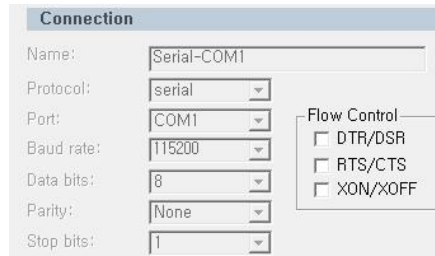 Connection
Name: Serial-COM1
Protocol: serial
Port: COM1
Baud rate: 115200
Data bits: 8
Parity: None
Stop bits: 1
Flow Control
DTR/DSR
RTS/CTS
XON/XOFF